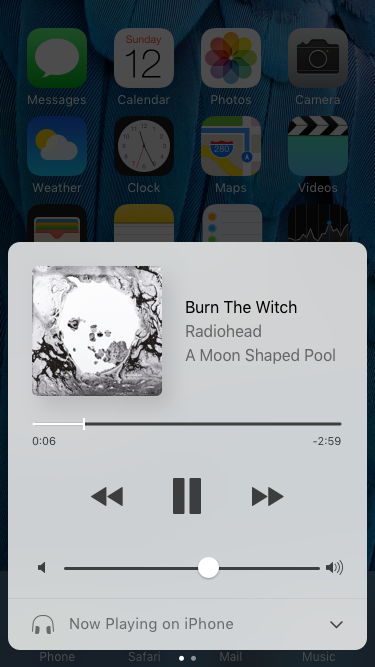 Sunday
12
Messages
Calendar
Photos
Camera
280
Weather
Clock
Maps
Videos
Burn The Witch
Radiohead
A Moon Shaped Pool
0:06
-2:59
Now Playing on iPhone
Phone
Safari
Mail
Music